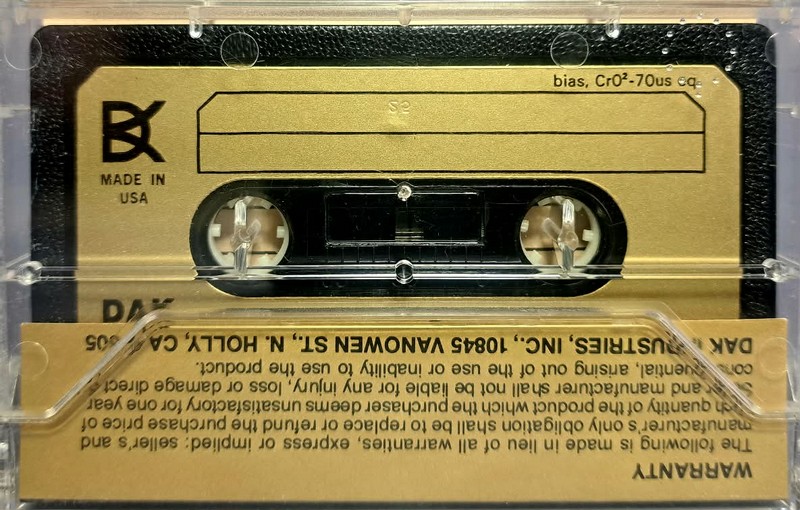 bias, CrO²-70us eq.
DK
MADE IN
USA
DAK
WARRANTY
The following is made in lieu of all warranties, express or implied: seller's and
manufacturer's only obligation shall be to replace or refund the purchase price of
such quantity of the product which the purchaser deems unsatisfactory for one year
Seller and manufacturer shall not be liable for any injury, loss or damage direct
consequential, arising out of the use or inability to use the product.
DAK INDUSTRIES, INC., 10845 VANOWEN ST., N. HOLLY, CA